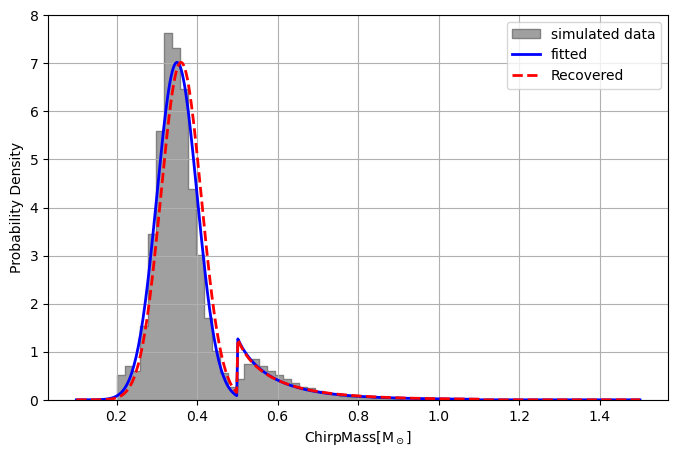 simulated data
fitted
Recovered
Probability Density
8
7
6
5
4
3
2
1
0
0.2 0.4 0.6 0.8 1.0 1.2 1.4
ChirpMass[M⊙]